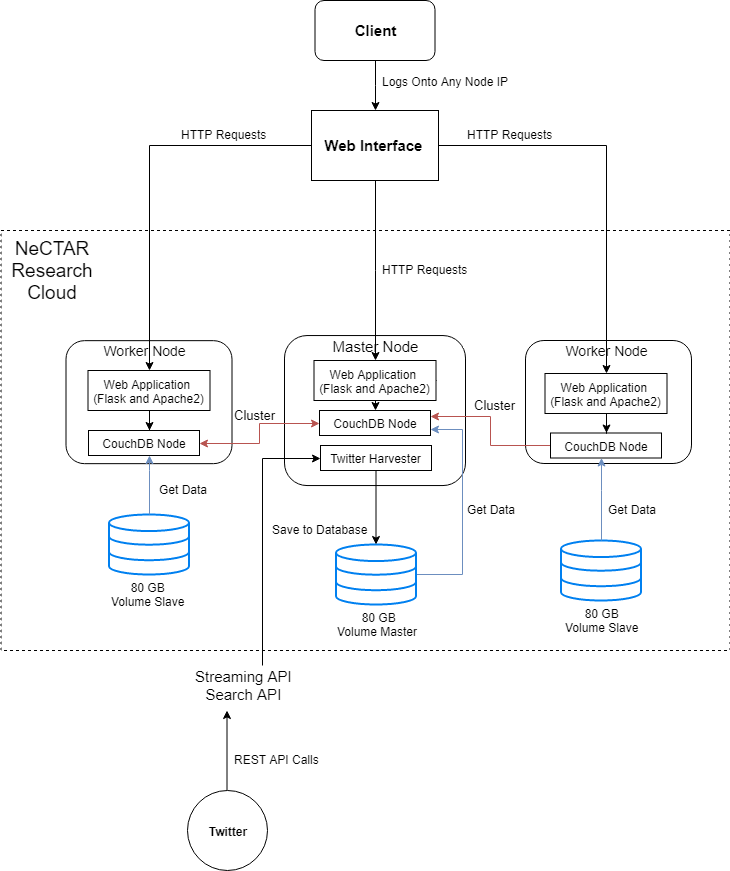 Client
Logs Onto Any Node IP
Web Interface
HTTP Requests
HTTP Requests
HTTP Requests
NeCTAR
Research
Cloud
Worker Node
Web Application
(Flask and Apache2)
CouchDB Node
Cluster
Master Node
Web Application
(Flask and Apache2)
CouchDB Node
Twitter Harvester
Cluster
Worker Node
Web Application
(Flask and Apache2)
CouchDB Node
Get Data
80 GB
Volume Slave
Save to Database
Get Data
80 GB
Volume Master
Get Data
80 GB
Volume Slave
Streaming API
Search API
REST API Calls
Twitter